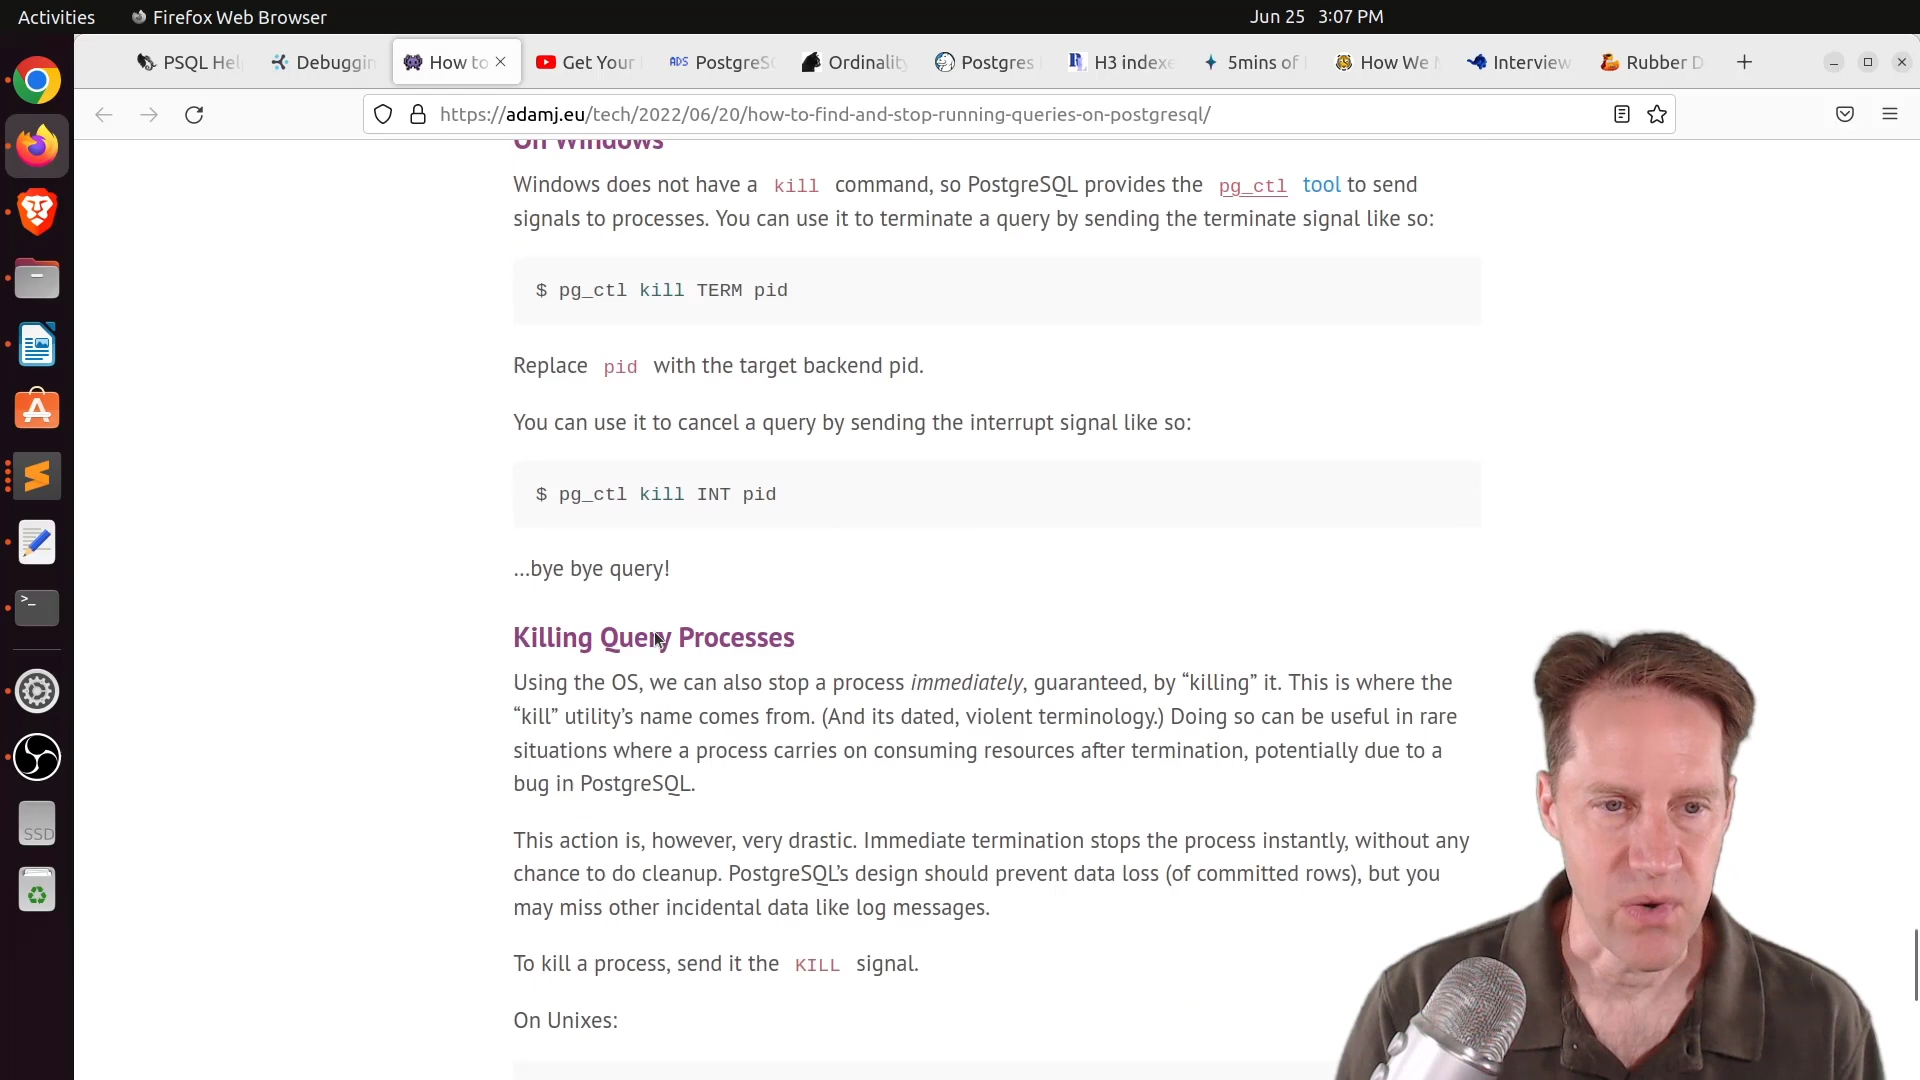 Activities
Firefox Web Browser
Jun 25 3:07 PM
PSQL Hel
Debuggin
How to
Get Your
ADS PostgreSC
Ordinality
Postgres
H3 indexe
5mins of
How We
Interview
Rubber D
https://adamj.eu/tech/2022/06/20/how-to-find-and-stop-running-queries-on-postgresql/
On Windows
Windows does not have a kill command, so PostgreSQL provides the pg_ctl tool to send
signals to processes. You can use it to terminate a query by sending the terminate signal like so:
$ pg_ctl kill TERM pid
Replace pid with the target backend pid.
You can use it to cancel a query by sending the interrupt signal like so:
$ pg_ctl kill INT pid
…bye bye query!
Killing Query Processes
Using the OS, we can also stop a process immediately, guaranteed, by “killing” it. This is where the
“kill” utility’s name comes from. (And its dated, violent terminology.) Doing so can be useful in rare
situations where a process carries on consuming resources after termination, potentially due to a
bug in PostgreSQL.
This action is, however, very drastic. Immediate termination stops the process instantly, without any
chance to do cleanup. PostgreSQL’s design should prevent data loss (of committed rows), but you
may miss other incidental data like log messages.
To kill a process, send it the KILL signal.
On Unixes:
SSD